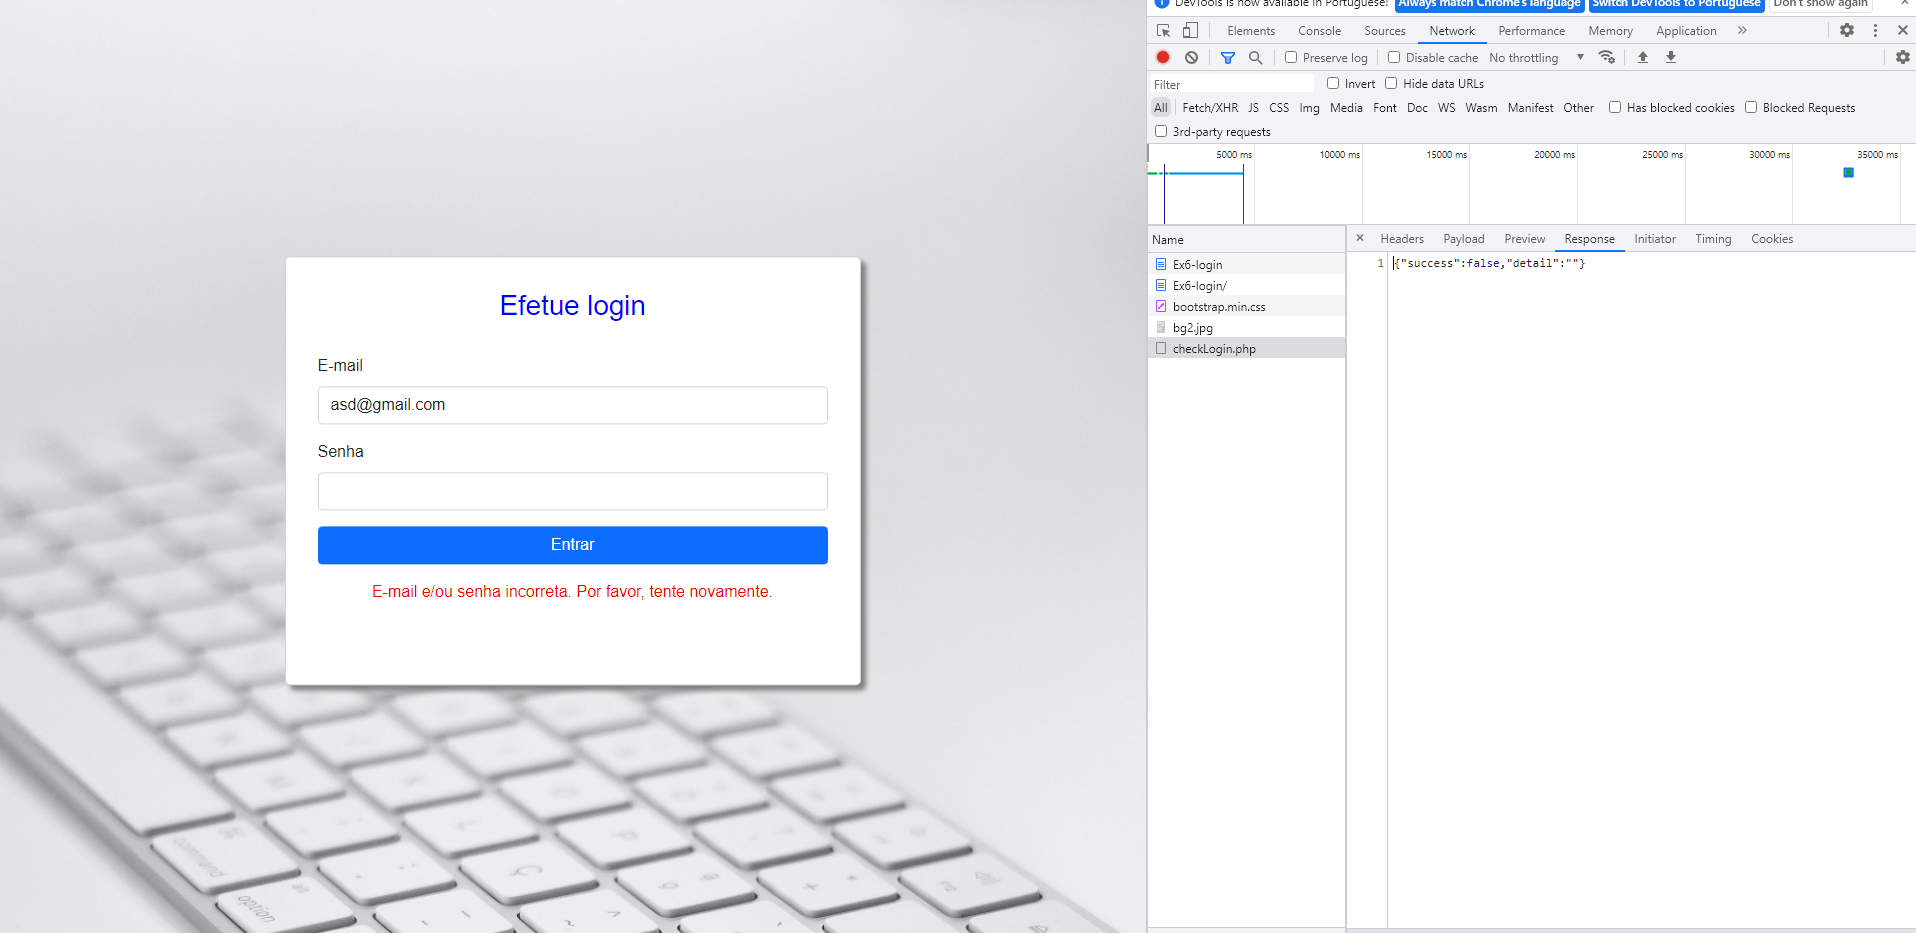 Efetue login
E-mail
asd@gmail.com
Senha
Entrar
E-mail e/ou senha incorreta. Por favor, tente novamente.
command
alt
option
DevTools is now available in Portuguese! Always match Chrome's language Switch DevTools to Portuguese Don't show again
Elements Console Sources Network Performance Memory Application
Preserve log Disable cache No throttling
Filter Invert Hide data URLs
All Fetch/XHR JS CSS Img Media Font Doc WS Wasm Manifest Other Has blocked cookies Blocked Requests
3rd-party requests
5000 ms 10000 ms 15000 ms 20000 ms 25000 ms 30000 ms 35000 ms
Name
Ex6-login
Ex6-login/
bootstrap.min.css
bg2.jpg
checkLogin.php
Headers Payload Preview Response Initiator Timing Cookies
1 {"success":false,"detail":""}